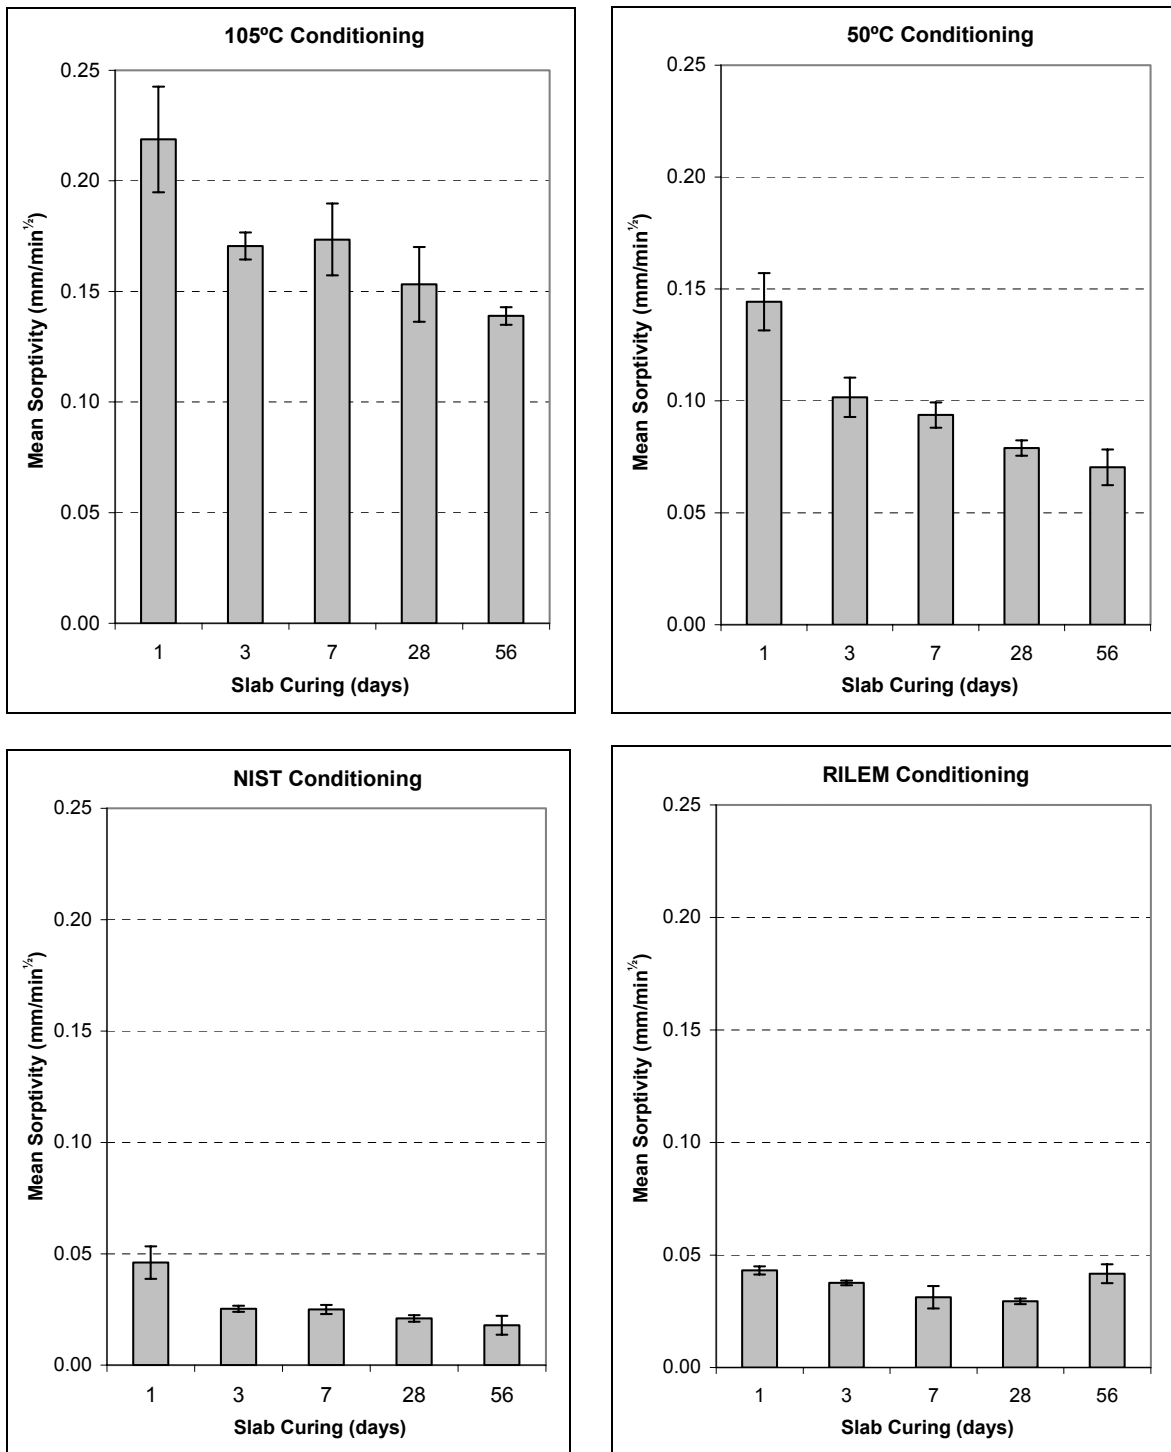 105ºC Conditioning
Mean Sorptivity (mm/min½)
0.25
0.20
0.15
0.10
0.05
0.00
1 3 7 28 56
Slab Curing (days)
50ºC Conditioning
Mean Sorptivity (mm/min½)
0.25
0.20
0.15
0.10
0.05
0.00
1 3 7 28 56
Slab Curing (days)
NIST Conditioning
Mean Sorptivity (mm/min½)
0.25
0.20
0.15
0.10
0.05
0.00
1 3 7 28 56
Slab Curing (days)
RILEM Conditioning
Mean Sorptivity (mm/min½)
0.25
0.20
0.15
0.10
0.05
0.00
1 3 7 28 56
Slab Curing (days)